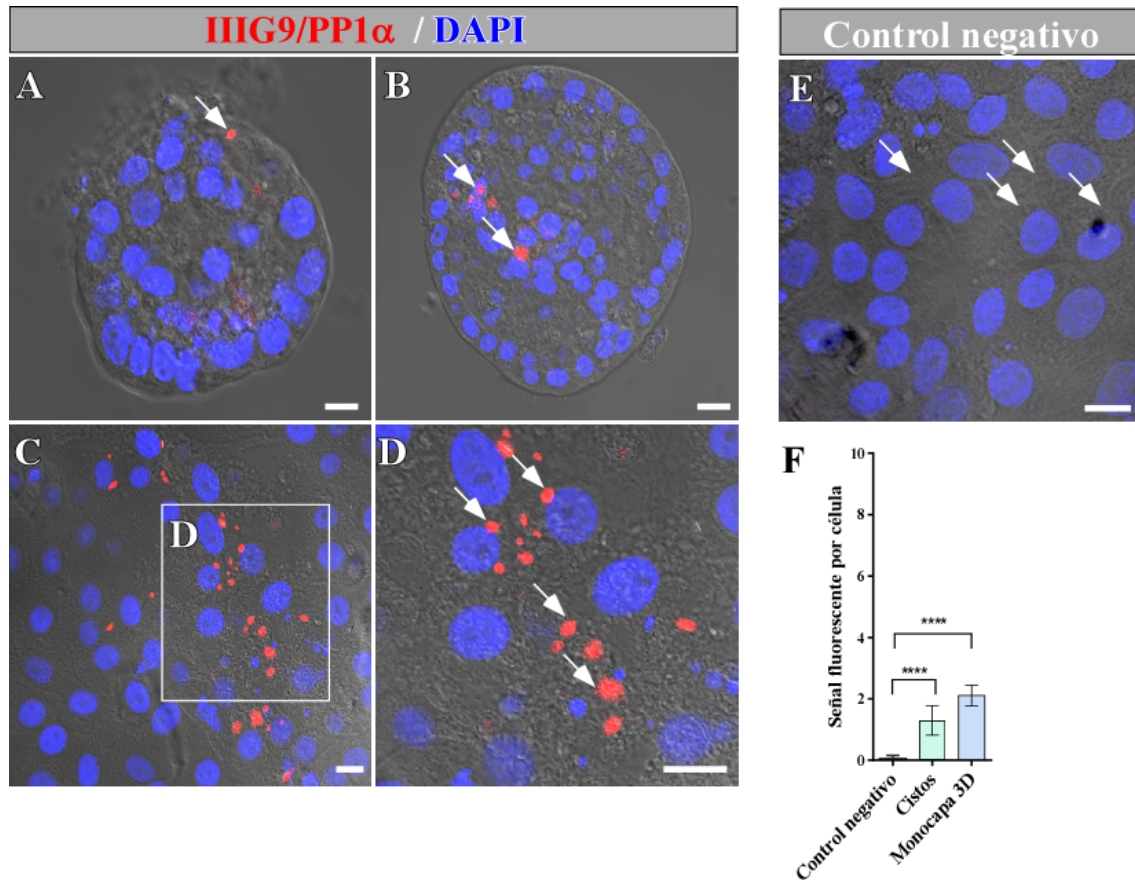 IIIG9/PP1α / DAPI
Control negativo
A
B
E
C
D
D
F
Señal fluorescente por célula
10
8
6
4
2
0
****
****
Control negativo
Cistos
Monocapa 3D